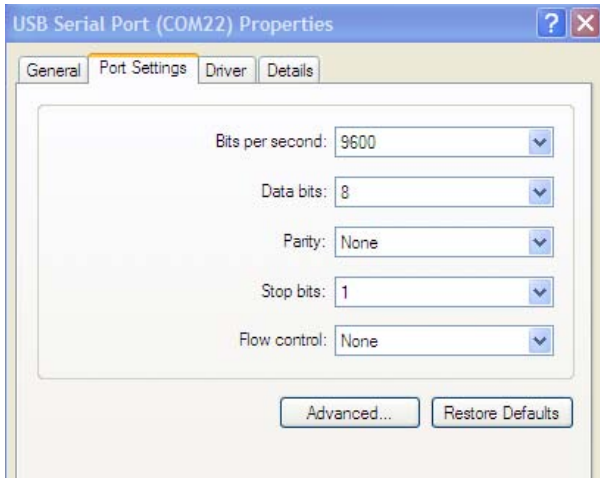 USB Serial Port (COM22) Properties
General Port Settings Driver Details
Bits per second: 9600
Data bits: 8
Parity: None
Stop bits: 1
Flow control: None
Advanced... Restore Defaults